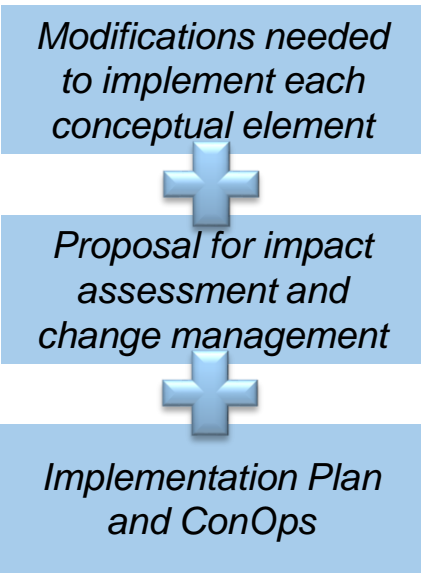 Modifications needed
to implement each
conceptual element
Proposal for impact
assessment and
change management
Implementation Plan
and ConOps